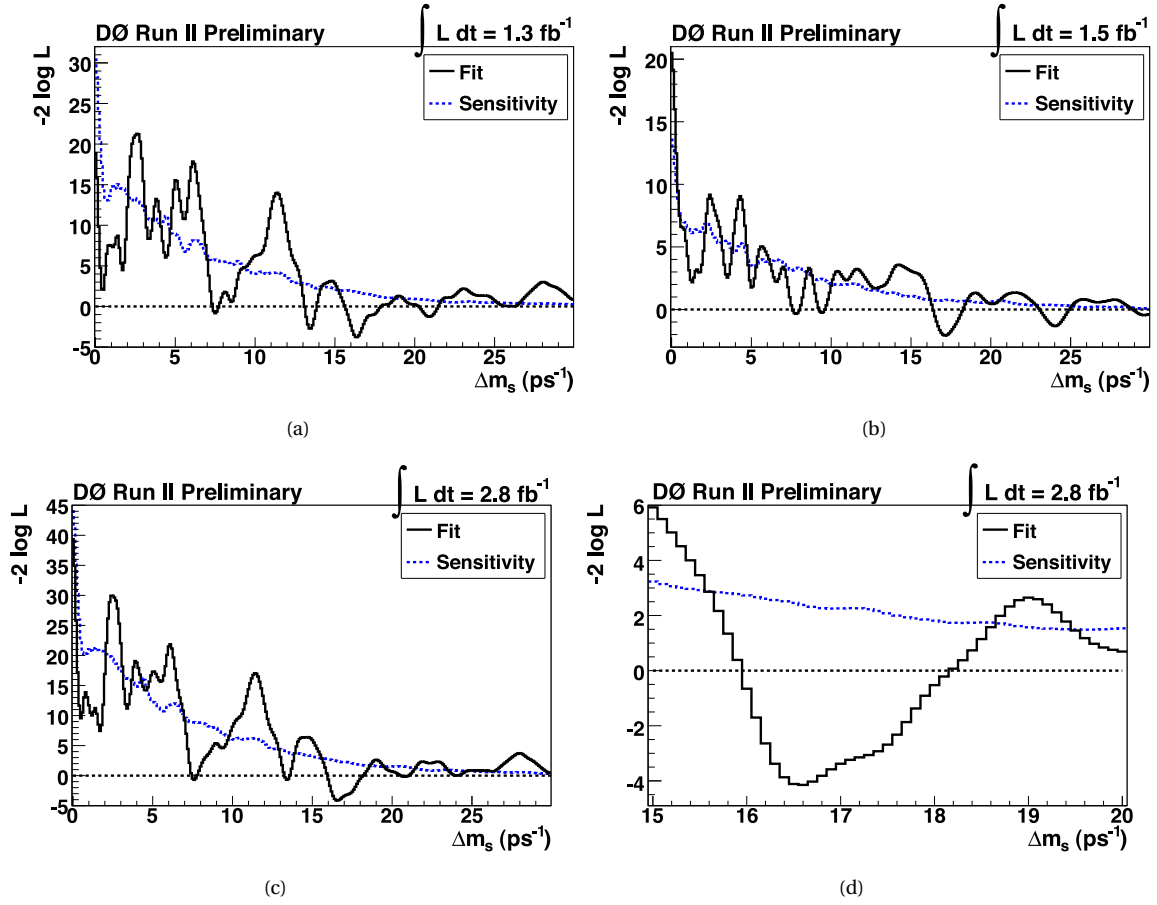 DØ Run II Preliminary
∫ L dt = 1.3 fb⁻¹
-2 log L
Fit
Sensitivity
30
25
20
15
10
5
0
-5
0 5 10 15 20 25
Δmₛ (ps⁻¹)
(a)
DØ Run II Preliminary
∫ L dt = 1.5 fb⁻¹
-2 log L
Fit
Sensitivity
20
15
10
5
0
0 5 10 15 20 25
Δmₛ (ps⁻¹)
(b)
DØ Run II Preliminary
∫ L dt = 2.8 fb⁻¹
-2 log L
Fit
Sensitivity
45
40
35
30
25
20
15
10
5
0
-5
0 5 10 15 20 25
Δmₛ (ps⁻¹)
(c)
DØ Run II Preliminary
∫ L dt = 2.8 fb⁻¹
-2 log L
Fit
Sensitivity
6
4
2
0
-2
-4
15 16 17 18 19 20
Δmₛ (ps⁻¹)
(d)